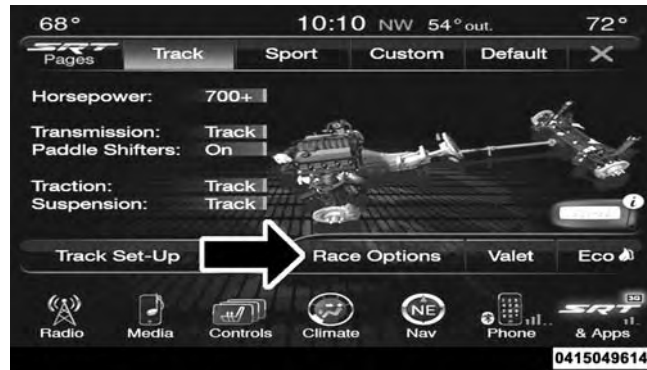 68° 10:10 NW 54° out. 72°
SRT Pages Track Sport Custom Default X
Horsepower: 700+
Transmission: Track
Paddle Shifters: On
Traction: Track
Suspension: Track
i
Track Set-Up Race Options Valet Eco
Radio Media Controls Climate NE Nav Phone 3G SRT & Apps
0415049614